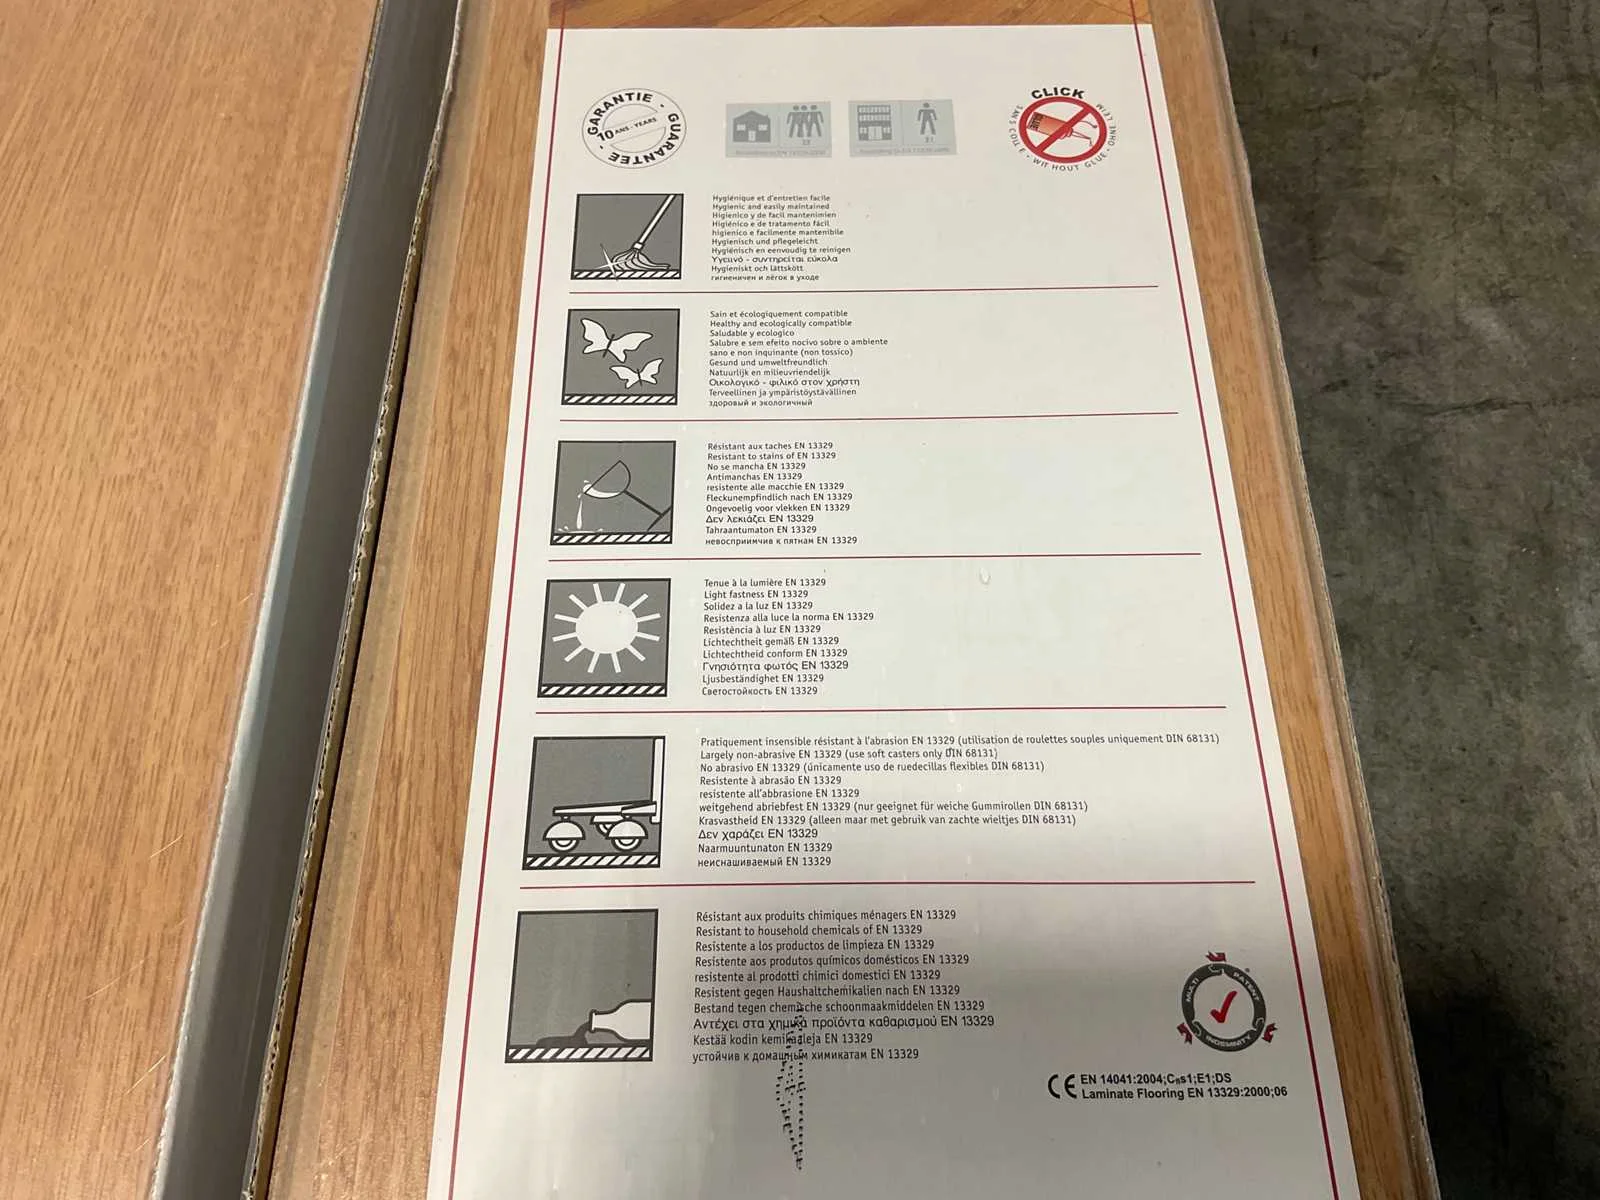 GARANTIE - GUARANTEE -
10 ANS - YEARS
23
31
CLICK
SANS COLLE - WITHOUT GLUE - OHNE LEIM
GLUE
Hygiénique et d'entretien facile
Hygienic and easily maintained
Higienico y de facil mantenimien
Higiénico e de tratamento fácil
higienico e facilmente mantenibile
Hygienisch und pflegeleicht
Hygiënisch en eenvoudig te reinigen
Υγεινό - συντηρείται εύκολα
Hygieniskt och lättskött
гигиеничен и лёгок в уходе
Sain et écologiquement compatible
Healthy and ecologically compatible
Saludable y ecologico
Salubre e sem efeito nocivo sobre o ambiente
sano e non inquinante (non tossico)
Gesund und umweltfreundlich
Natuurlijk en milieuvriendelijk
Οικολογικό - φιλικό στον χρήστη
Terveellinen ja ympäristöystävällinen
здоровый и экологичный
Résistant aux taches EN 13329
Resistant to stains of EN 13329
No se mancha EN 13329
Antimanchas EN 13329
resistente alle macchie EN 13329
Fleckunempfindlich nach EN 13329
Ongevoelig voor vlekken EN 13329
Δεν λεκιάζει EN 13329
Tahraantumaton EN 13329
невосприимчив к пятнам EN 13329
Tenue à la lumière EN 13329
Light fastness EN 13329
Solidez a la luz EN 13329
Resistenza alla luce la norma EN 13329
Resistência à luz EN 13329
Lichtechtheit gemäß EN 13329
Lichtechtheid conform EN 13329
Γνησιότητα φωτός EN 13329
Ljusbeständighet EN 13329
Светостойкость EN 13329
Pratiquement insensible résistant à l'abrasion EN 13329 (utilisation de roulettes souples uniquement DIN 68131)
Largely non-abrasive EN 13329 (use soft casters only DIN 68131)
No abrasivo EN 13329 (únicamente uso de ruedecillas flexibles DIN 68131)
Resistente à abrasão EN 13329
resistente all'abbrasione EN 13329
weitgehend abriebfest EN 13329 (nur geeignet für weiche Gummirollen DIN 68131)
Krasvastheid EN 13329 (alleen maar met gebruik van zachte wieltjes DIN 68131)
Δεν χαράζει EN 13329
Naarmuuntunaton EN 13329
неиснашиваемый EN 13329
Résistant aux produits chimiques ménagers EN 13329
Resistant to household chemicals of EN 13329
Resistente a los productos de limpieza EN 13329
Resistente aos produtos químicos domésticos EN 13329
resistente al prodotti chimici domestici EN 13329
Resistent gegen Haushaltchemikalien nach EN 13329
Bestand tegen chemische schoonmaakmiddelen EN 13329
Αντέχει στα χημικά προϊόντα καθαρισμού EN 13329
Kestää kodin kemikaaleja EN 13329
устойчив к домашным химикатам EN 13329
MULTI PATENT INDEMNITY
CE EN 14041:2004;Cfls1;E1;DS
Laminate Flooring EN 13329:2000;06